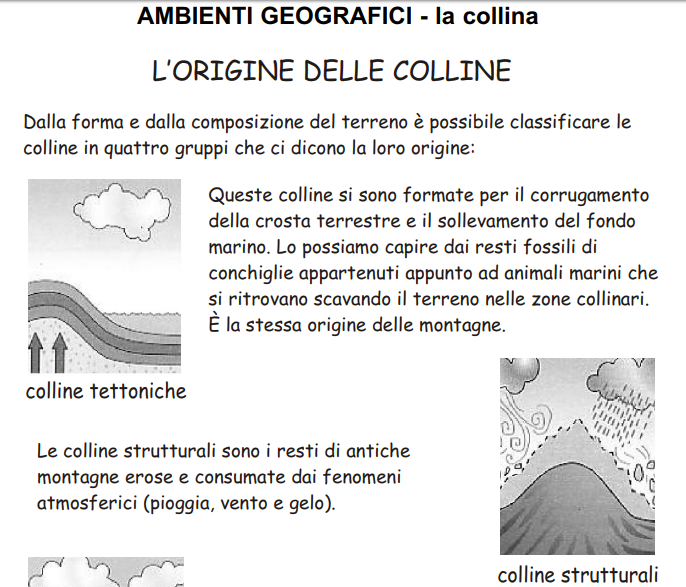 AMBIENTI GEOGRAFICI - la collina
L'ORIGINE DELLE COLLINE
Dalla forma e dalla composizione del terreno è possibile classificare le
colline in quattro gruppi che ci dicono la loro origine:
Queste colline si sono formate per il corrugamento
della crosta terrestre e il sollevamento del fondo
marino. Lo possiamo capire dai resti fossili di
conchiglie appartenuti appunto ad animali marini che
si ritrovano scavando il terreno nelle zone collinari.
È la stessa origine delle montagne.
colline tettoniche
Le colline strutturali sono i resti di antiche
montagne erose e consumate dai fenomeni
atmosferici (pioggia, vento e gelo).
colline strutturali